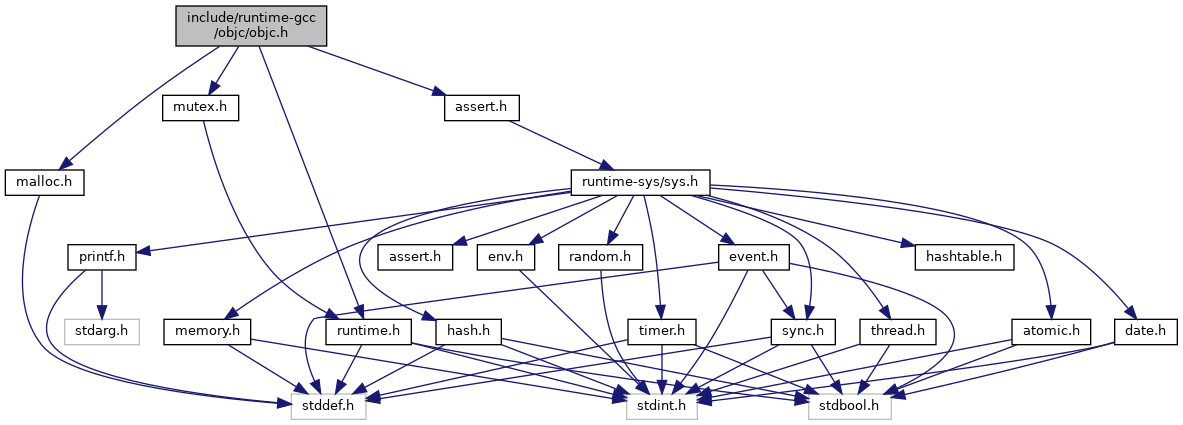 include/runtime-gcc
/objc/objc.h
mutex.h
assert.h
malloc.h
runtime-sys/sys.h
printf.h
assert.h
env.h
random.h
event.h
hashtable.h
stdarg.h
memory.h
runtime.h
hash.h
timer.h
sync.h
thread.h
atomic.h
date.h
stddef.h
stdint.h
stdbool.h